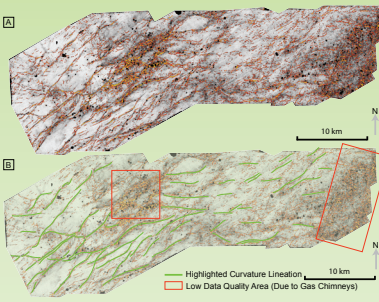 A
N
10 km
B
N
Highlighted Curvature Lineation
Low Data Quality Area (Due to Gas Chimneys)
10 km